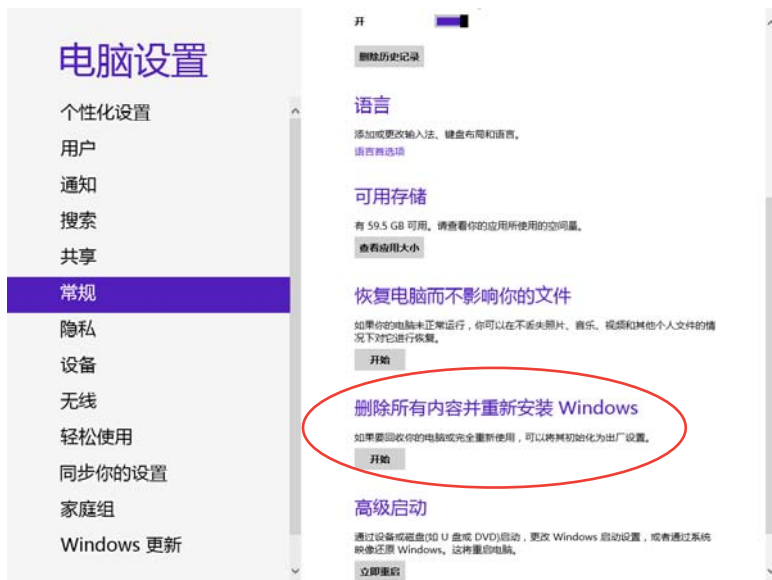 电脑设置
个性化设置
用户
通知
搜索
共享
常规
隐私
设备
无线
轻松使用
同步你的设置
家庭组
Windows 更新
开
删除历史记录
语言
添加或更改输入法、键盘布局和语言。
语言首选项
可用存储
有 59.5 GB 可用。请查看你的应用所使用的空间量。
查看应用大小
恢复电脑而不影响你的文件
如果你的电脑未正常运行，你可以在不丢失照片、音乐、视频和其他个人文件的情
况下对它进行恢复。
开始
删除所有内容并重新安装 Windows
如果要回收你的电脑或完全重新使用，可以将其初始化为出厂设置。
开始
高级启动
通过设备或磁盘(如 U 盘或 DVD)启动，更改 Windows 启动设置，或者通过系统
映像还原 Windows。这将重启电脑。
立即重启